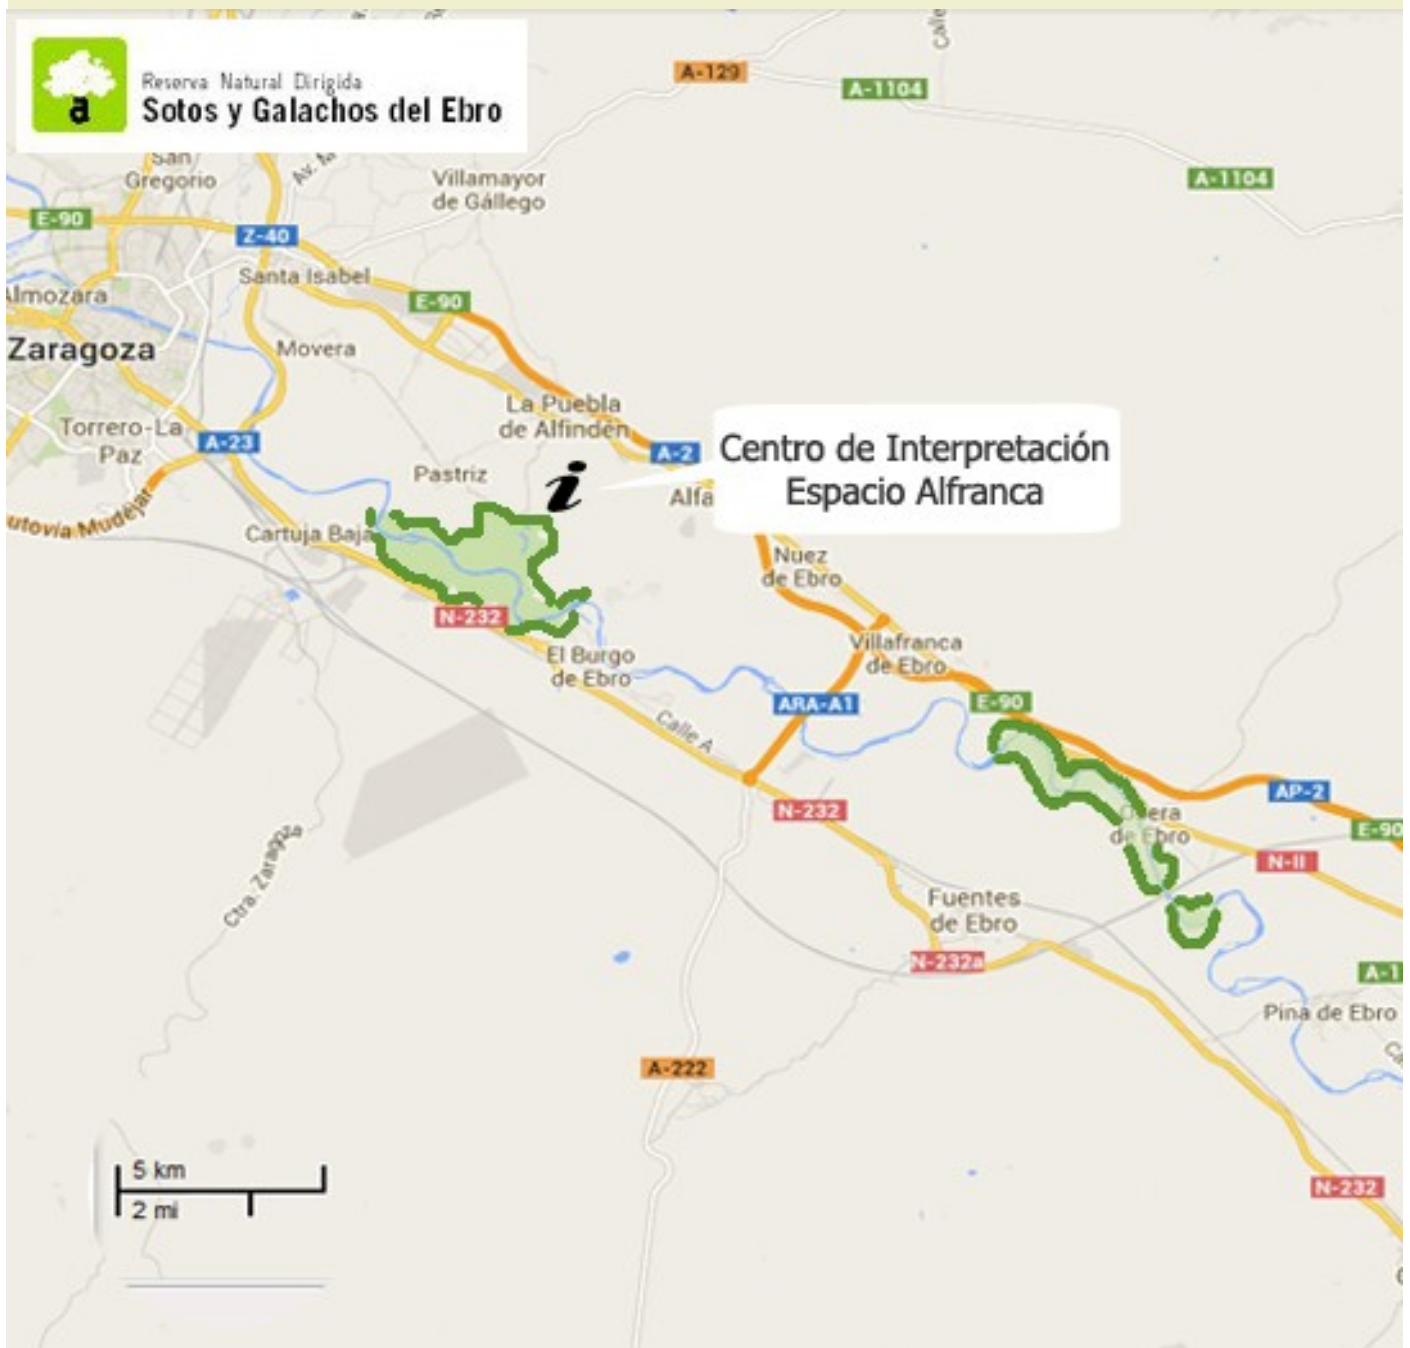 Reserva Natural Dirigida
Sotos y Galachos del Ebro
a
A-129
A-1104
Calle
San
Gregorio
Av.
Villamayor
de Gállego
A-1104
E-90
Z-40
Santa Isabel
E-90
Almozara
Zaragoza
Movera
La Puebla
de Alfindén
Torrero-La
Paz
A-23
A-2
Centro de Interpretación
Espacio Alfranca
i
Pastriz
Alfa
utovía Mudéjar
Cartuja Baja
Nuez
de Ebro
N-232
Villafranca
de Ebro
El Burgo
de Ebro
ARA-A1
E-90
Calle A
AP-2
N-232
de Ebro
E-90
N-II
Ctra. Zaragoza
Fuentes
de Ebro
N-232a
A-1
Pina de Ebro
A-222
5 km
2 mi
N-232